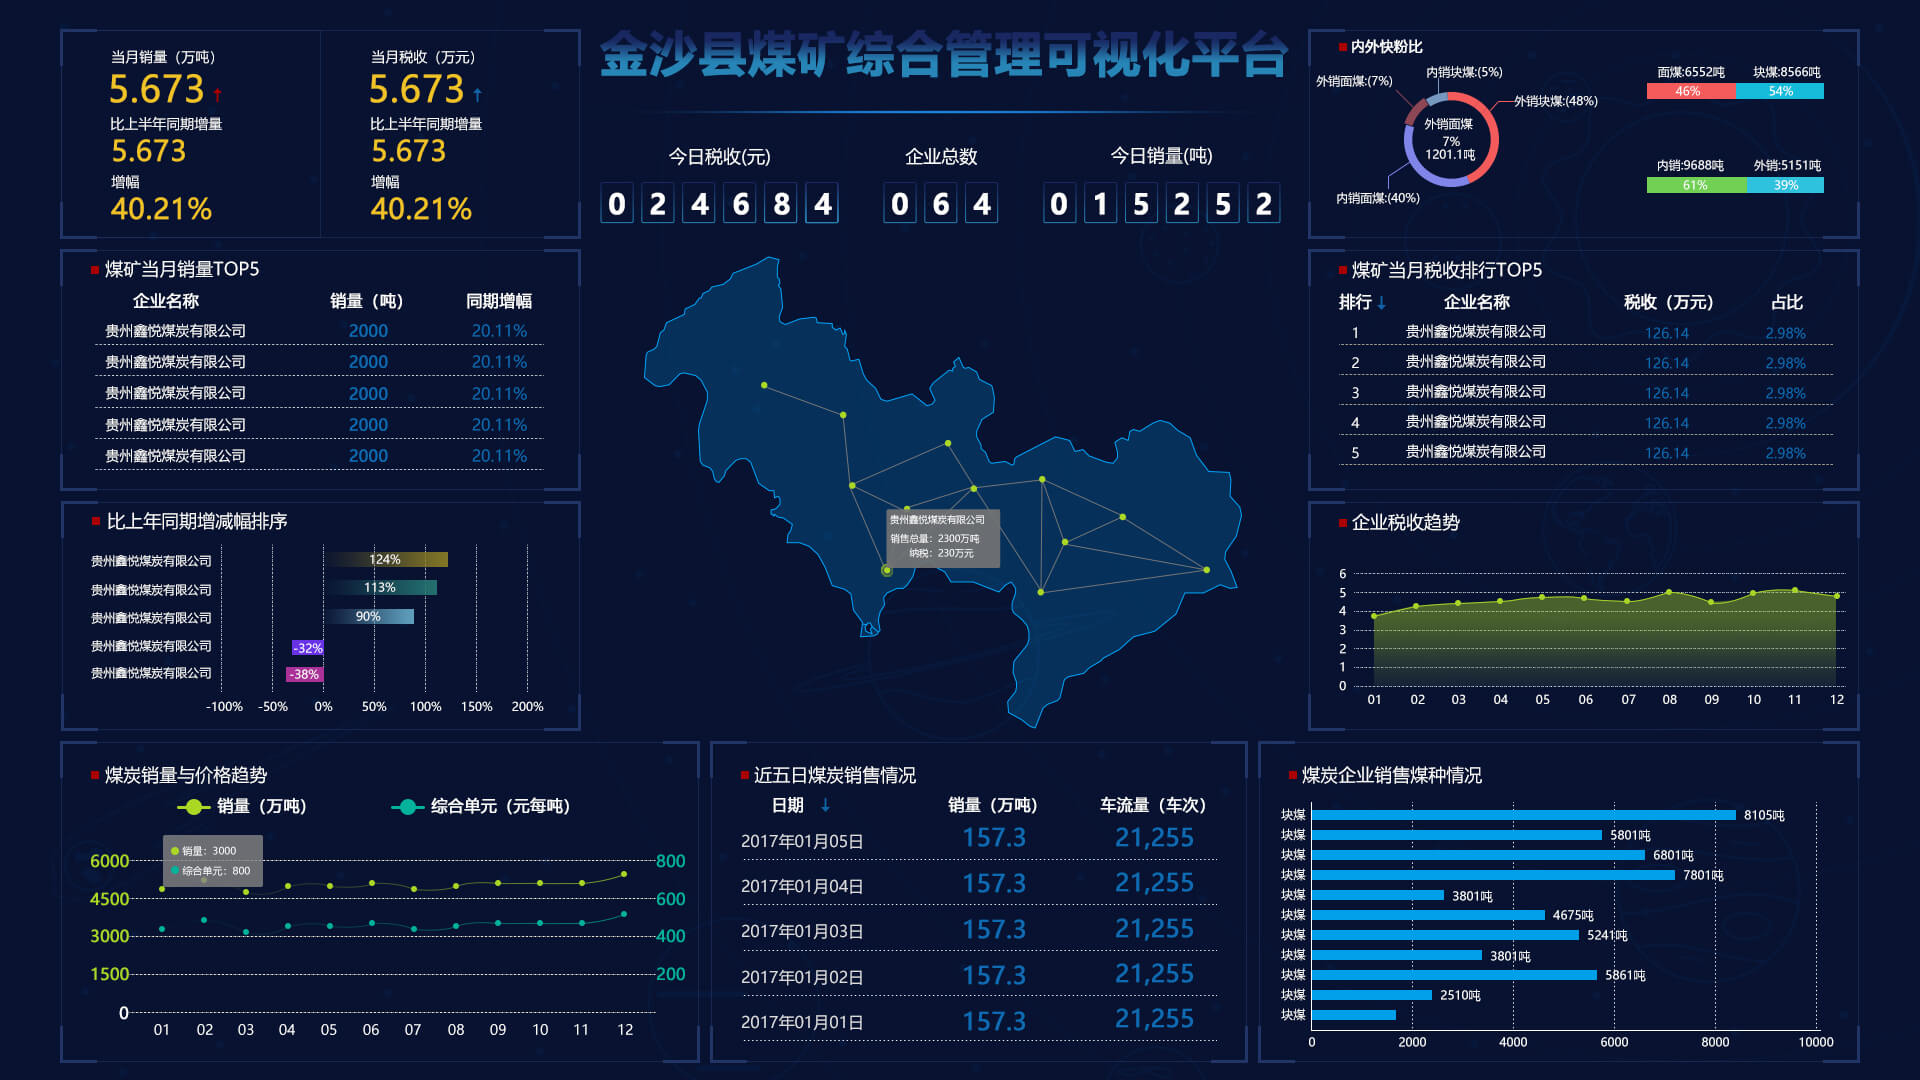 金沙县煤矿综合管理可视化平台
当月销量（万吨）
5.673
比上半年同期增量
5.673
增幅
40.21%
当月税收（万元）
5.673
比上半年同期增量
5.673
增幅
40.21%
今日税收(元)
024684
企业总数
064
今日销量(吨)
015252
内外快粉比
外销面煤:(7%)
内销块煤:(5%)
外销块煤:(48%)
外销面煤
7%
1201.1吨
内销面煤:(40%)
面煤:6552吨 块煤:8566吨
46% 54%
内销:9688吨 外销:5151吨
61% 39%
煤矿当月销量TOP5
企业名称 销量（吨） 同期增幅
贵州鑫悦煤炭有限公司 2000 20.11%
贵州鑫悦煤炭有限公司 2000 20.11%
贵州鑫悦煤炭有限公司 2000 20.11%
贵州鑫悦煤炭有限公司 2000 20.11%
贵州鑫悦煤炭有限公司 2000 20.11%
贵州鑫悦煤炭有限公司
销售总量：2300万吨
纳税：230万元
煤矿当月税收排行TOP5
排行 企业名称 税收（万元） 占比
1 贵州鑫悦煤炭有限公司 126.14 2.98%
2 贵州鑫悦煤炭有限公司 126.14 2.98%
3 贵州鑫悦煤炭有限公司 126.14 2.98%
4 贵州鑫悦煤炭有限公司 126.14 2.98%
5 贵州鑫悦煤炭有限公司 126.14 2.98%
比上年同期增减幅排序
贵州鑫悦煤炭有限公司 124%
贵州鑫悦煤炭有限公司 113%
贵州鑫悦煤炭有限公司 90%
贵州鑫悦煤炭有限公司 -32%
贵州鑫悦煤炭有限公司 -38%
-100% -50% 0% 50% 100% 150% 200%
企业税收趋势
6
5
4
3
2
1
0
01 02 03 04 05 06 07 08 09 10 11 12
煤炭销量与价格趋势
销量（万吨） 综合单元（元每吨）
销量：3000
综合单元：800
6000 800
4500 600
3000 400
1500 200
0
01 02 03 04 05 06 07 08 09 10 11 12
近五日煤炭销售情况
日期 销量（万吨） 车流量（车次）
2017年01月05日 157.3 21,255
2017年01月04日 157.3 21,255
2017年01月03日 157.3 21,255
2017年01月02日 157.3 21,255
2017年01月01日 157.3 21,255
煤炭企业销售煤种情况
块煤 8105吨
块煤 5801吨
块煤 6801吨
块煤 7801吨
块煤 3801吨
块煤 4675吨
块煤 5241吨
块煤 3801吨
块煤 5861吨
块煤 2510吨
块煤
0 2000 4000 6000 8000 10000